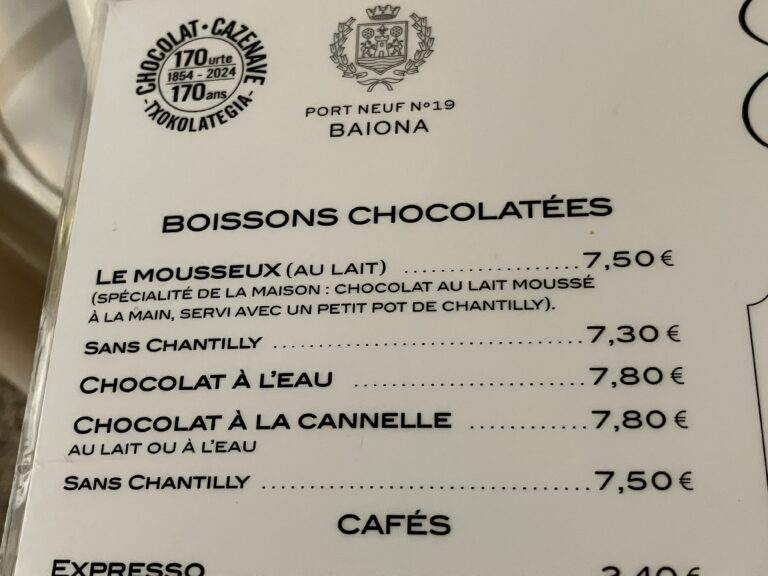 CHOCOLAT • CAZENAVE
170 urte
1854 - 2024
170 ans
-TXOKOLATEGIA-
PORT NEUF Nº19
BAIONA
BOISSONS CHOCOLATÉES
LE MOUSSEUX (AU LAIT) ..................7,50 €
(SPÉCIALITÉ DE LA MAISON : CHOCOLAT AU LAIT MOUSSÉ
À LA MAIN, SERVI AVEC UN PETIT POT DE CHANTILLY).
SANS CHANTILLY ................................7,30 €
CHOCOLAT À L'EAU ........................7,80 €
CHOCOLAT À LA CANNELLE ............7,80 €
AU LAIT OU À L'EAU
SANS CHANTILLY ..................................7,50 €
CAFÉS
EXPRESSO 2,40 €